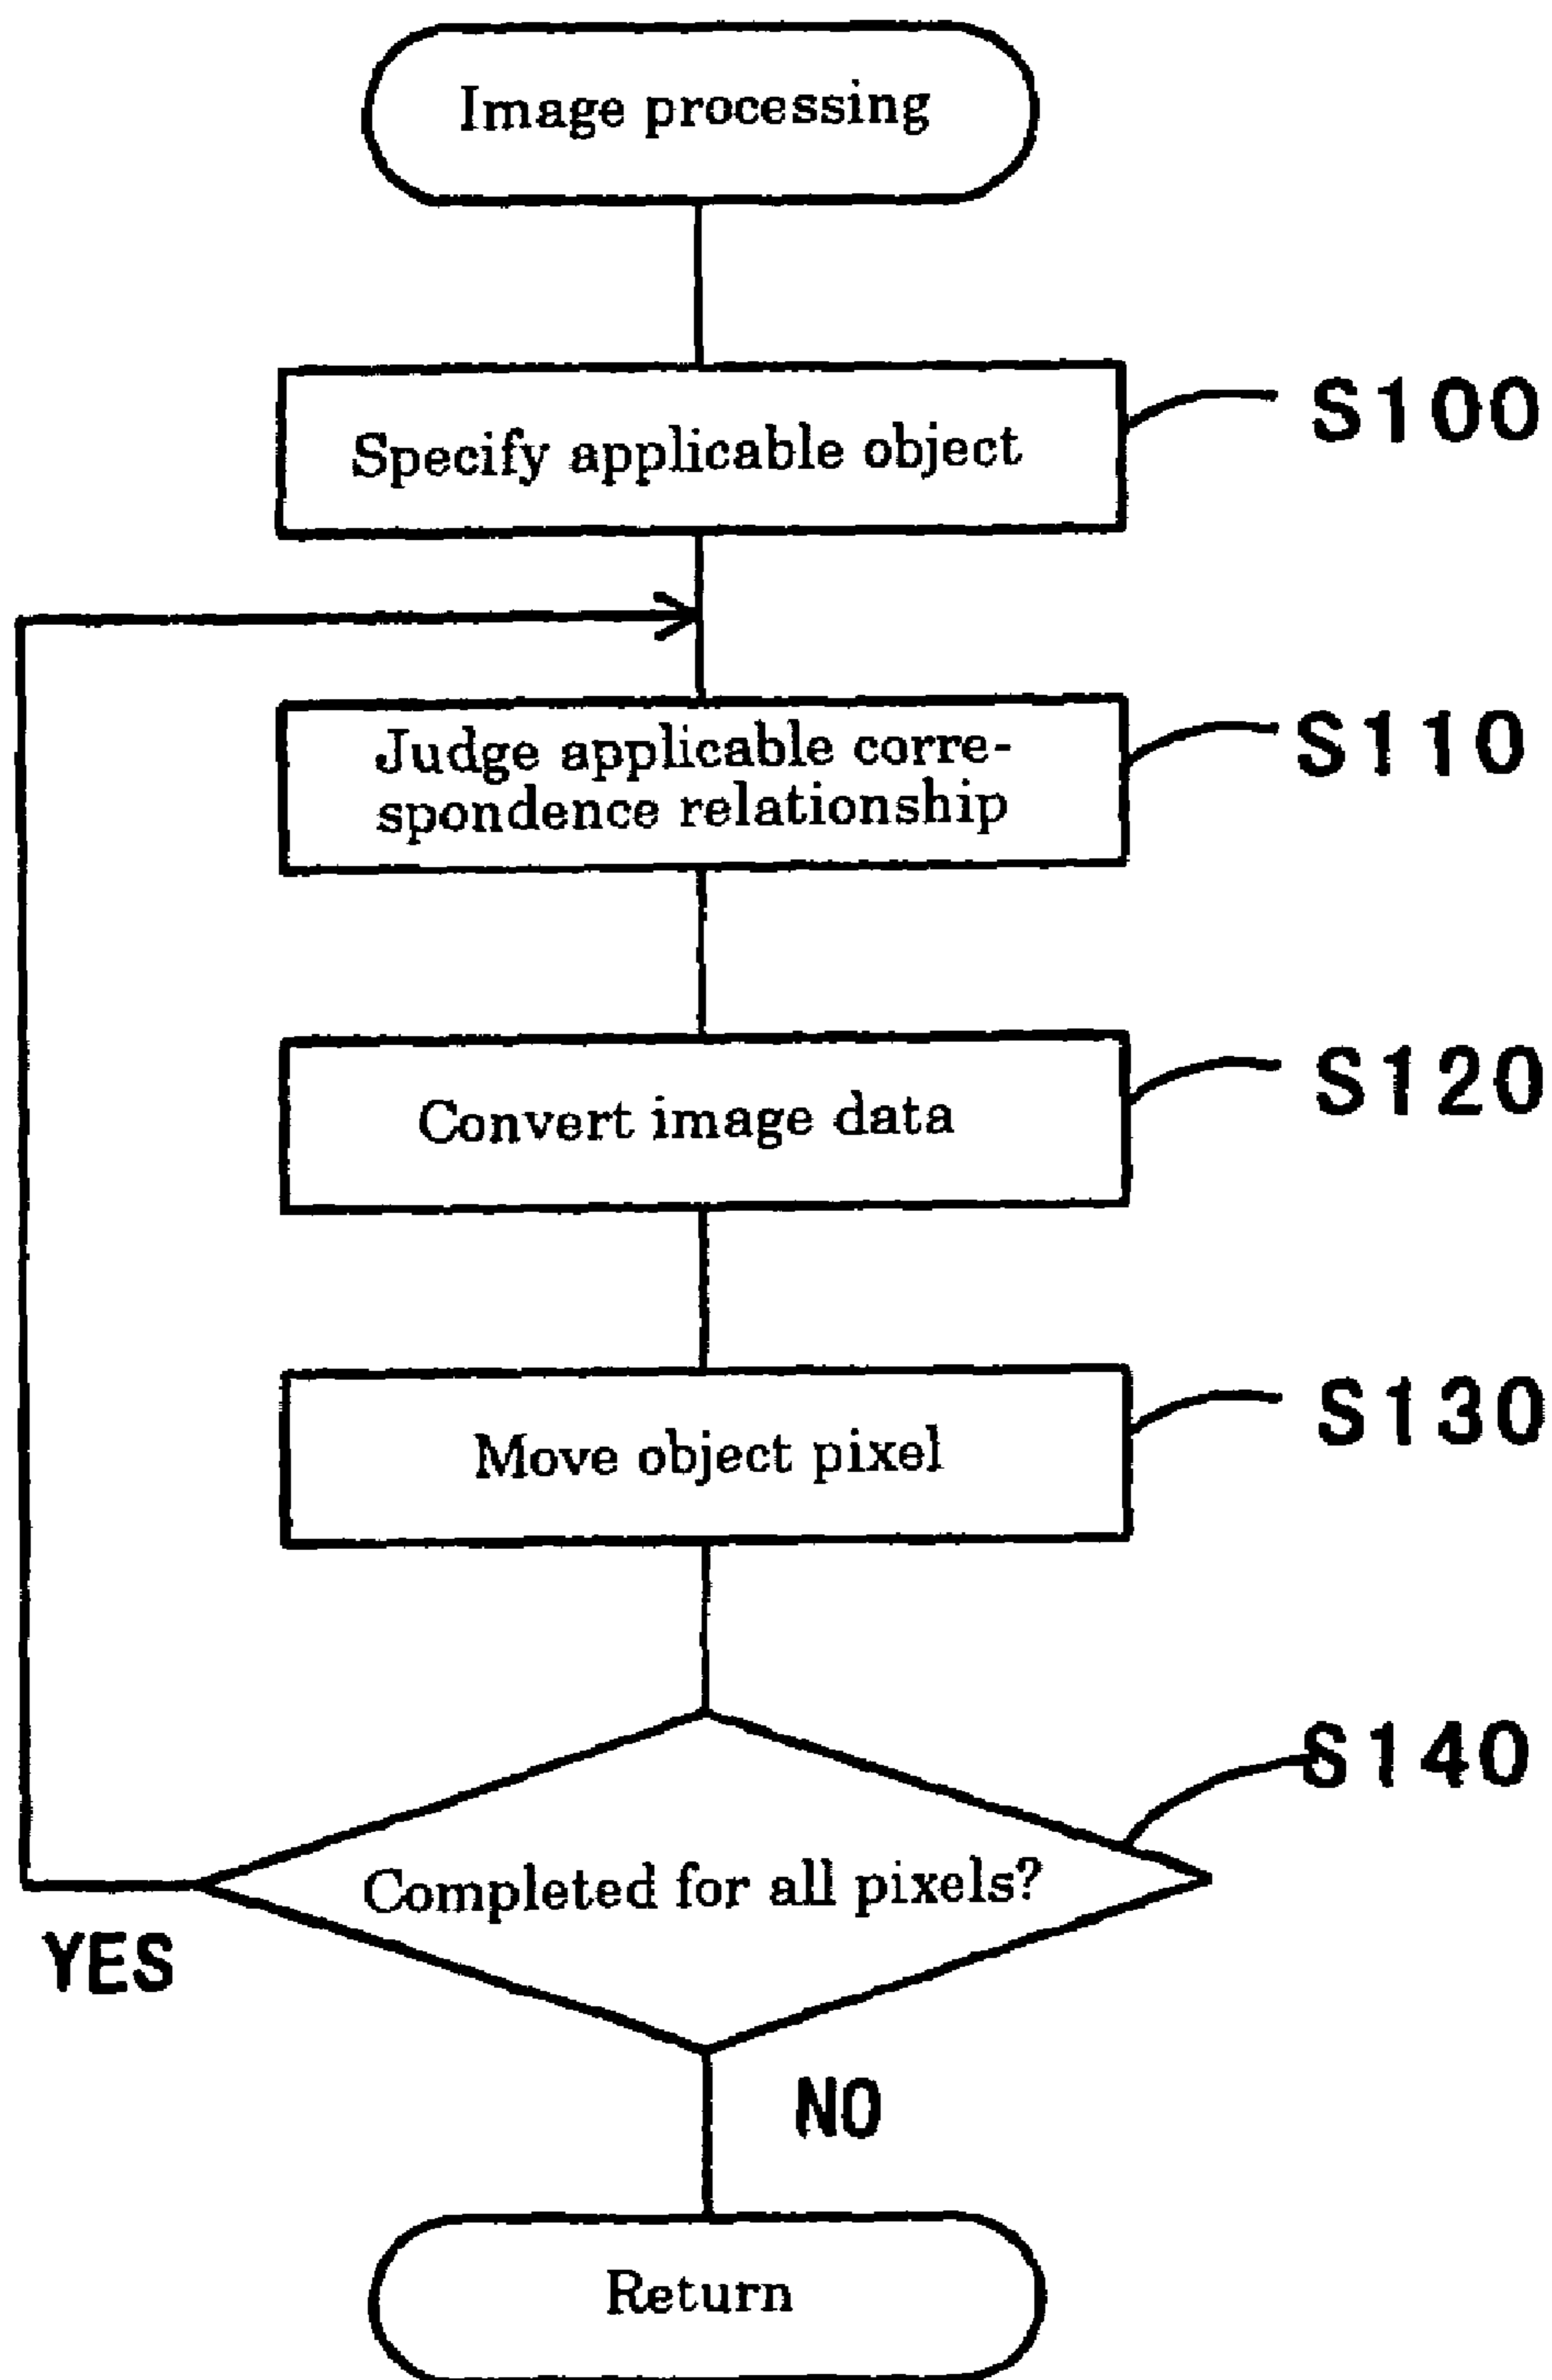 Image processing
Specify applicable object
S100
Judge applicable corre-
spondence relationship
S110
Convert image data
S120
Move object pixel
S130
S140
Completed for all pixels?
YES
NO
Return